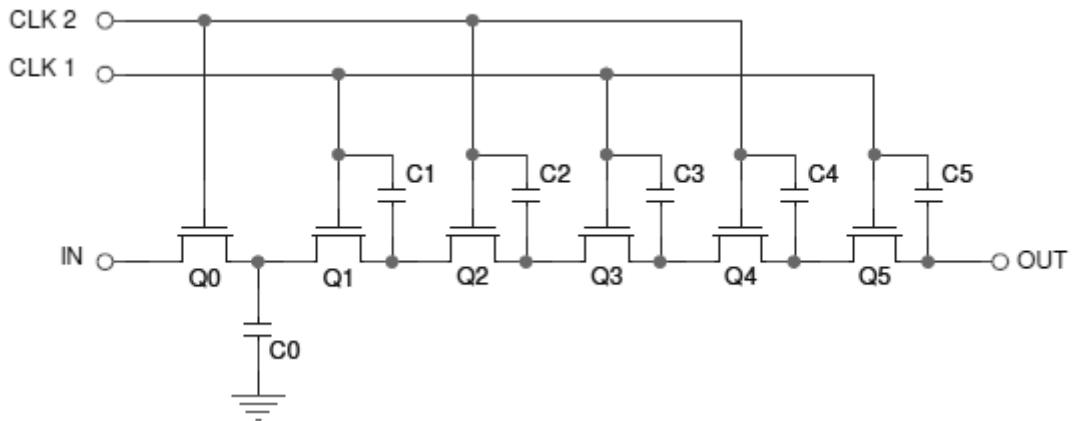 CLK 2
CLK 1
C1 C2 C3 C4 C5
IN OUT
Q0 Q1 Q2 Q3 Q4 Q5
C0